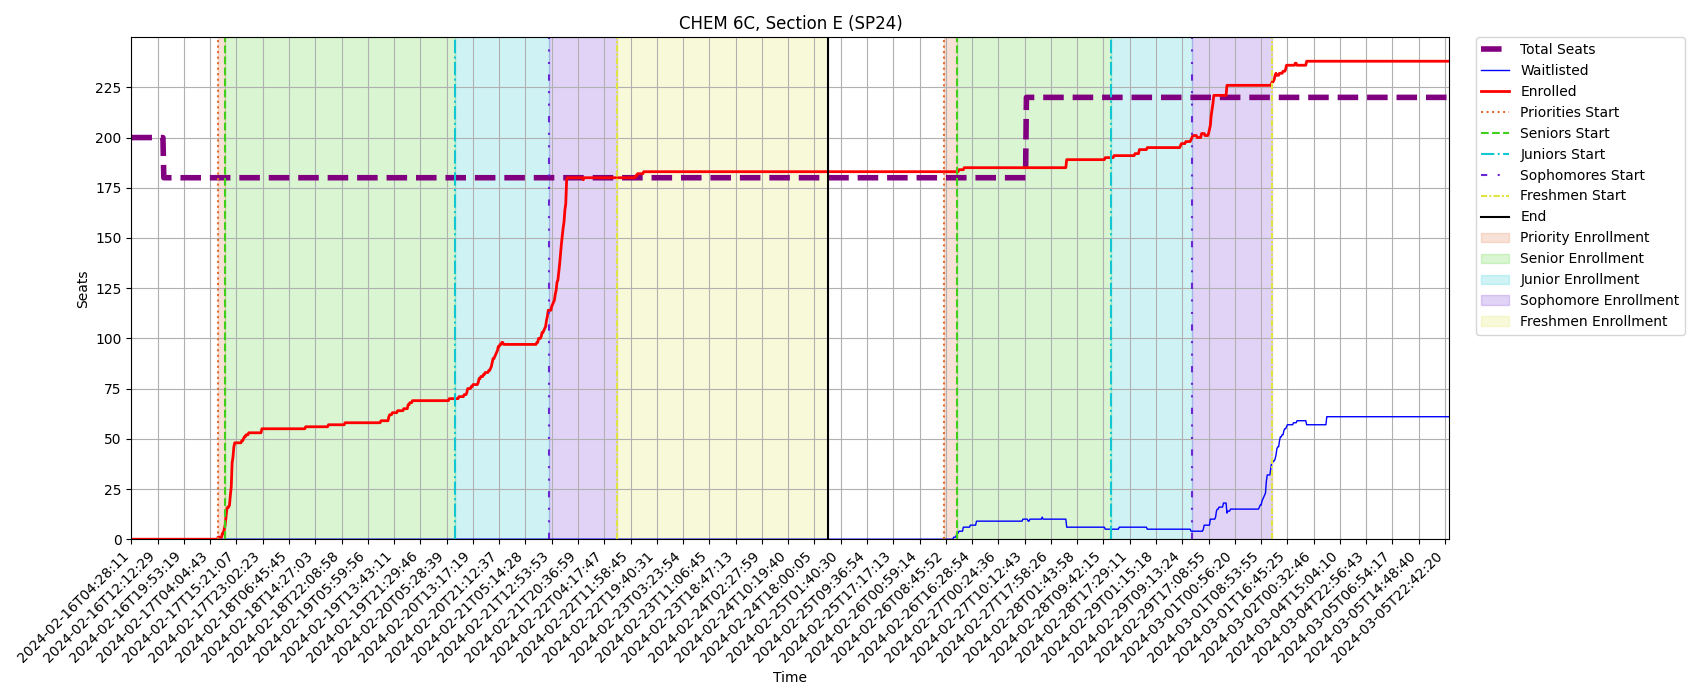 CHEM 6C, Section E (SP24)
Seats
225
200
175
150
125
100
75
50
25
0
2024-02-16T04:28:11
2024-02-16T12:12:29
2024-02-16T19:53:19
2024-02-17T04:04:43
2024-02-17T15:21:07
2024-02-17T23:02:23
2024-02-18T06:45:45
2024-02-18T14:27:03
2024-02-18T22:08:58
2024-02-19T05:59:56
2024-02-19T13:43:11
2024-02-19T21:29:46
2024-02-20T05:28:39
2024-02-20T13:17:19
2024-02-20T21:12:37
2024-02-21T05:14:28
2024-02-21T12:53:53
2024-02-21T20:36:59
2024-02-22T04:17:47
2024-02-22T11:58:45
2024-02-22T19:40:31
2024-02-23T03:23:54
2024-02-23T11:06:45
2024-02-23T18:47:13
2024-02-24T02:27:59
2024-02-24T10:19:40
2024-02-24T18:00:05
2024-02-25T01:40:30
2024-02-25T09:36:54
2024-02-25T17:17:13
2024-02-26T00:59:14
2024-02-26T08:45:52
2024-02-26T16:28:54
2024-02-27T00:24:36
2024-02-27T10:12:43
2024-02-27T17:58:26
2024-02-28T01:43:58
2024-02-28T09:42:15
2024-02-28T17:29:11
2024-02-29T01:15:18
2024-02-29T09:13:24
2024-02-29T17:08:55
2024-03-01T00:56:20
2024-03-01T08:53:55
2024-03-01T16:45:25
2024-03-02T00:32:46
2024-03-04T15:04:10
2024-03-04T22:56:43
2024-03-05T06:54:17
2024-03-05T14:48:40
2024-03-05T22:42:20
Time
Total Seats
Waitlisted
Enrolled
Priorities Start
Seniors Start
Juniors Start
Sophomores Start
Freshmen Start
End
Priority Enrollment
Senior Enrollment
Junior Enrollment
Sophomore Enrollment
Freshmen Enrollment